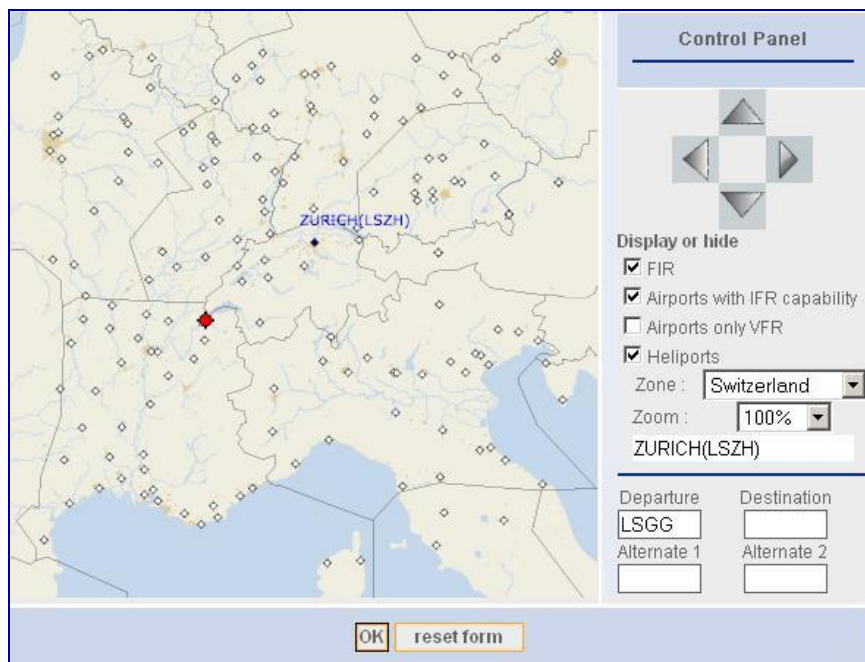 ZURICH(LSZH)
Control Panel
Display or hide
FIR
Airports with IFR capability
Airports only VFR
Heliports
Zone : Switzerland
Zoom : 100%
ZURICH(LSZH)
Departure Destination
LSGG
Alternate 1 Alternate 2
OK reset form